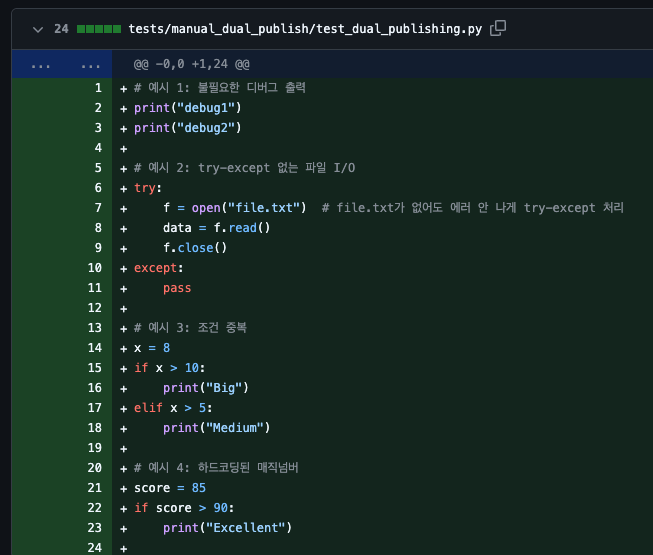 24 tests/manual_dual_publish/test_dual_publishing.py
... ... @@ -0,0 +1,24 @@
1 + # 예시 1: 불필요한 디버그 출력
2 + print("debug1")
3 + print("debug2")
4 +
5 + # 예시 2: try-except 없는 파일 I/O
6 + try:
7 +     f = open("file.txt")  # file.txt가 없어도 에러 안 나게 try-except 처리
8 +     data = f.read()
9 +     f.close()
10 + except:
11 +     pass
12 +
13 + # 예시 3: 조건 중복
14 + x = 8
15 + if x > 10:
16 +     print("Big")
17 + elif x > 5:
18 +     print("Medium")
19 +
20 + # 예시 4: 하드코딩된 매직넘버
21 + score = 85
22 + if score > 90:
23 +     print("Excellent")
24 +